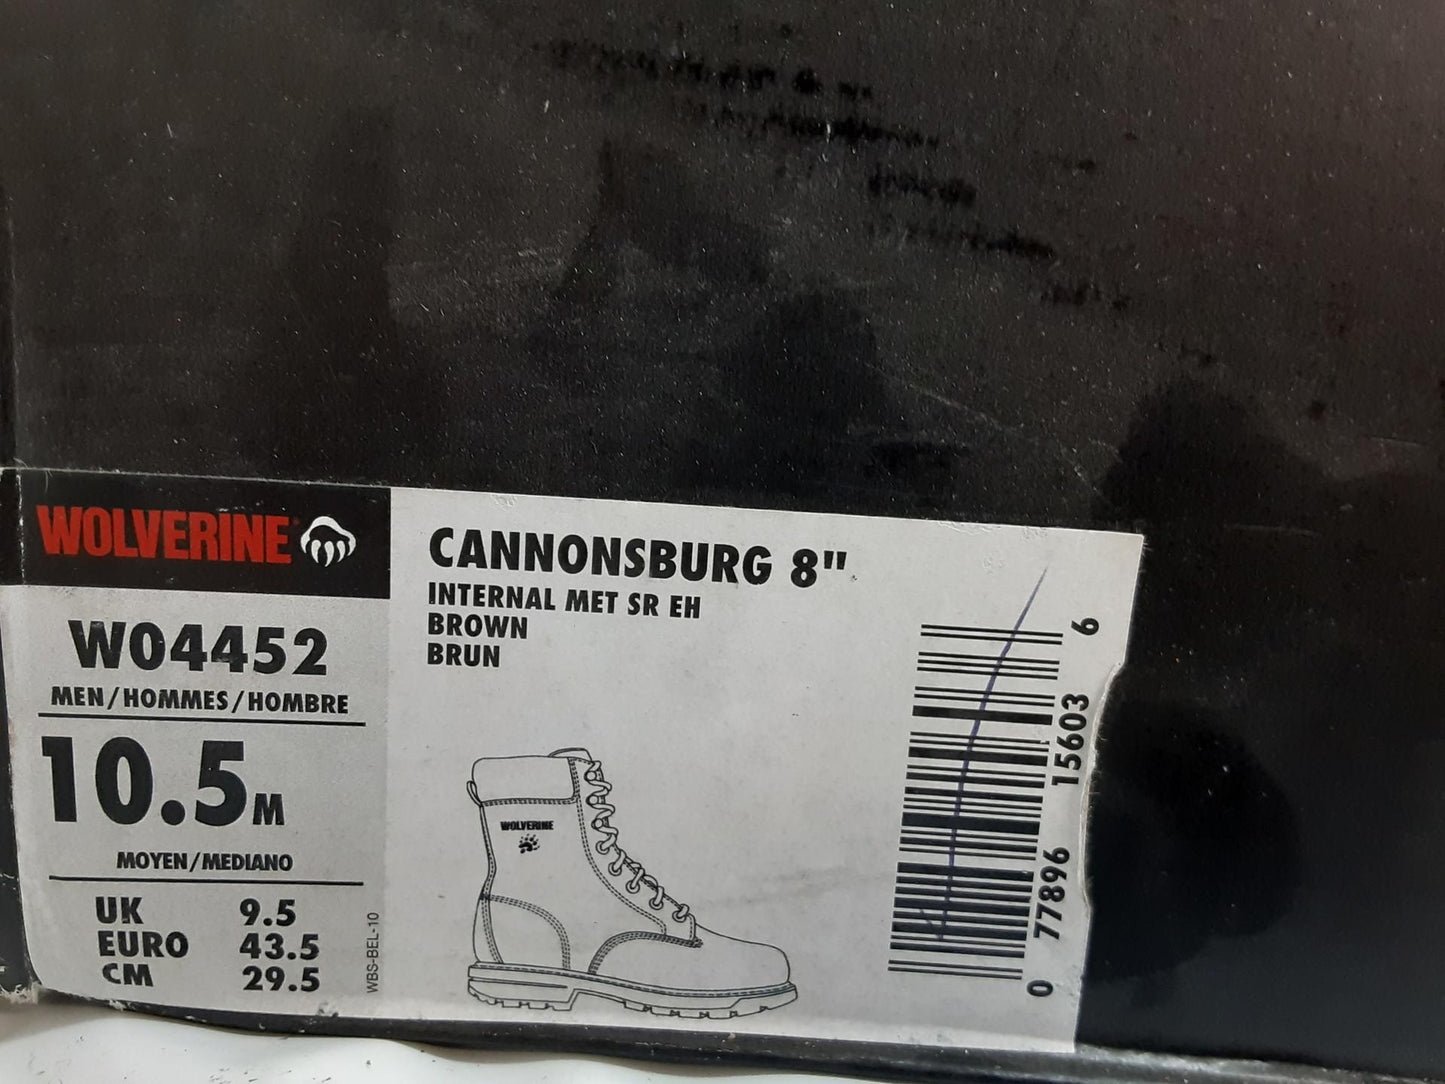 WOLVERINE
W04452
MEN/HOMMES/HOMBRE
10.5M
MOYEN/MEDIANO
UK 9.5
EURO 43.5
CM 29.5
WBS-BEL-10
CANNONSBURG 8"
INTERNAL MET SR EH
BROWN
BRUN
WOLVERINE
0 77896 15603 6